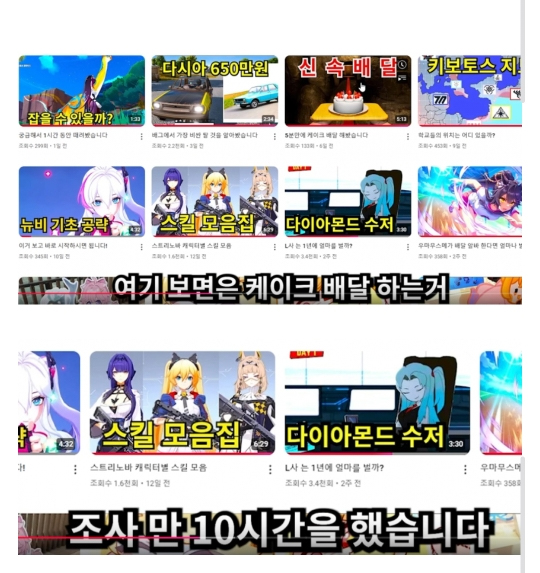 다시아 650만원
신속배달
키보토스 지
잡을 수 있을까?
1:33
2:34
5:13
궁금해서 1시간 동안 때려봤습니다
배그에서 가장 비싼 탈 것을 알아봤습니다
5분만에 케이크 배달 해봤습니다
학교들의 위치는 어디 있을까?
조회수 299회 • 1일 전
조회수 2.2천회 • 3일 전
조회수 133회 • 6일 전
조회수 453회 • 9일 전
뉴비 기초 공략
4:32
스킬 모음집
6:29
다이아몬드 수저
3:30
이거 보고 바로 시작하시면 됩니다!
스트리노바 캐릭터별 스킬 모음
L사 는 1년에 얼마를 벌까?
우마무스메가 배달 알바 한다면 얼마나 벌
조회수 345회 • 10일 전
조회수 1.6천회 • 12일 전
조회수 3.4천회 • 2주 전
조회수 358회 • 2주 전
여기 보면은 케이크 배달 하는거
DAY 1
략
4:32
스킬 모음집
6:29
다이아몬드 수저
3:30
다!
스트리노바 캐릭터별 스킬 모음
L사 는 1년에 얼마를 벌까?
우마무스메
조회수 1.6천회 • 12일 전
조회수 3.4천회 • 2주 전
조회수 358회
조사 만 10시간을 했습니다